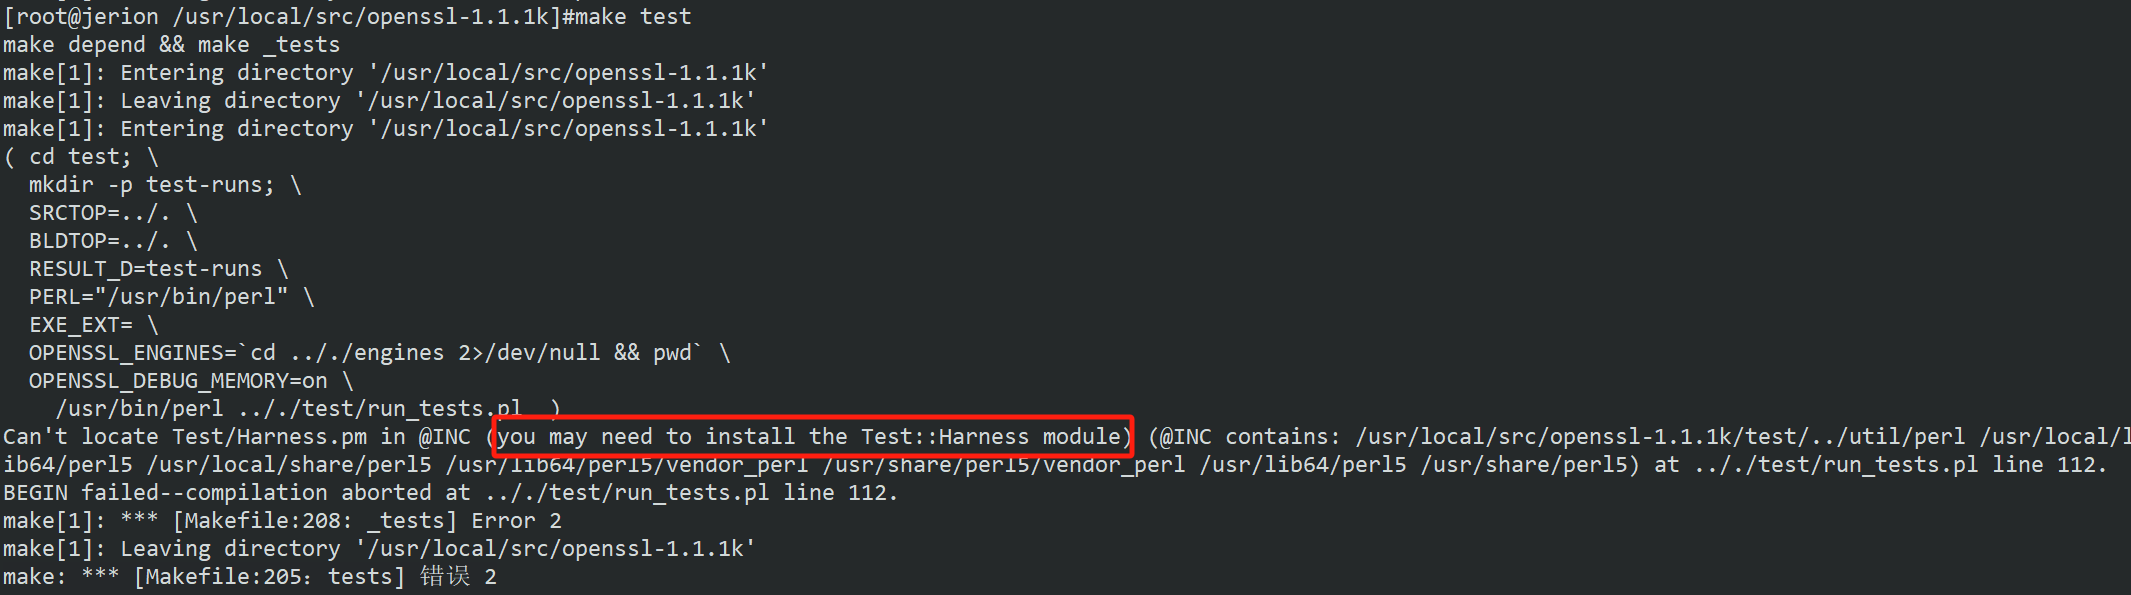 [root@jerion /usr/local/src/openssl-1.1.1k]#make test
make depend && make _tests
make[1]: Entering directory '/usr/local/src/openssl-1.1.1k'
make[1]: Leaving directory '/usr/local/src/openssl-1.1.1k'
make[1]: Entering directory '/usr/local/src/openssl-1.1.1k'
( cd test; \
  mkdir -p test-runs; \
  SRCTOP=../. \
  BLDTOP=../. \
  RESULT_D=test-runs \
  PERL="/usr/bin/perl" \
  EXE_EXT= \
  OPENSSL_ENGINES=`cd .././engines 2>/dev/null && pwd` \
  OPENSSL_DEBUG_MEMORY=on \
    /usr/bin/perl .././test/run_tests.pl  )
Can't locate Test/Harness.pm in @INC (you may need to install the Test::Harness module) (@INC contains: /usr/local/src/openssl-1.1.1k/test/../util/perl /usr/local/l
ib64/perl5 /usr/local/share/perl5 /usr/lib64/perl5/vendor_perl /usr/share/perl5/vendor_perl /usr/lib64/perl5 /usr/share/perl5) at .././test/run_tests.pl line 112.
BEGIN failed--compilation aborted at .././test/run_tests.pl line 112.
make[1]: *** [Makefile:208: _tests] Error 2
make[1]: Leaving directory '/usr/local/src/openssl-1.1.1k'
make: *** [Makefile:205：tests] 错误 2